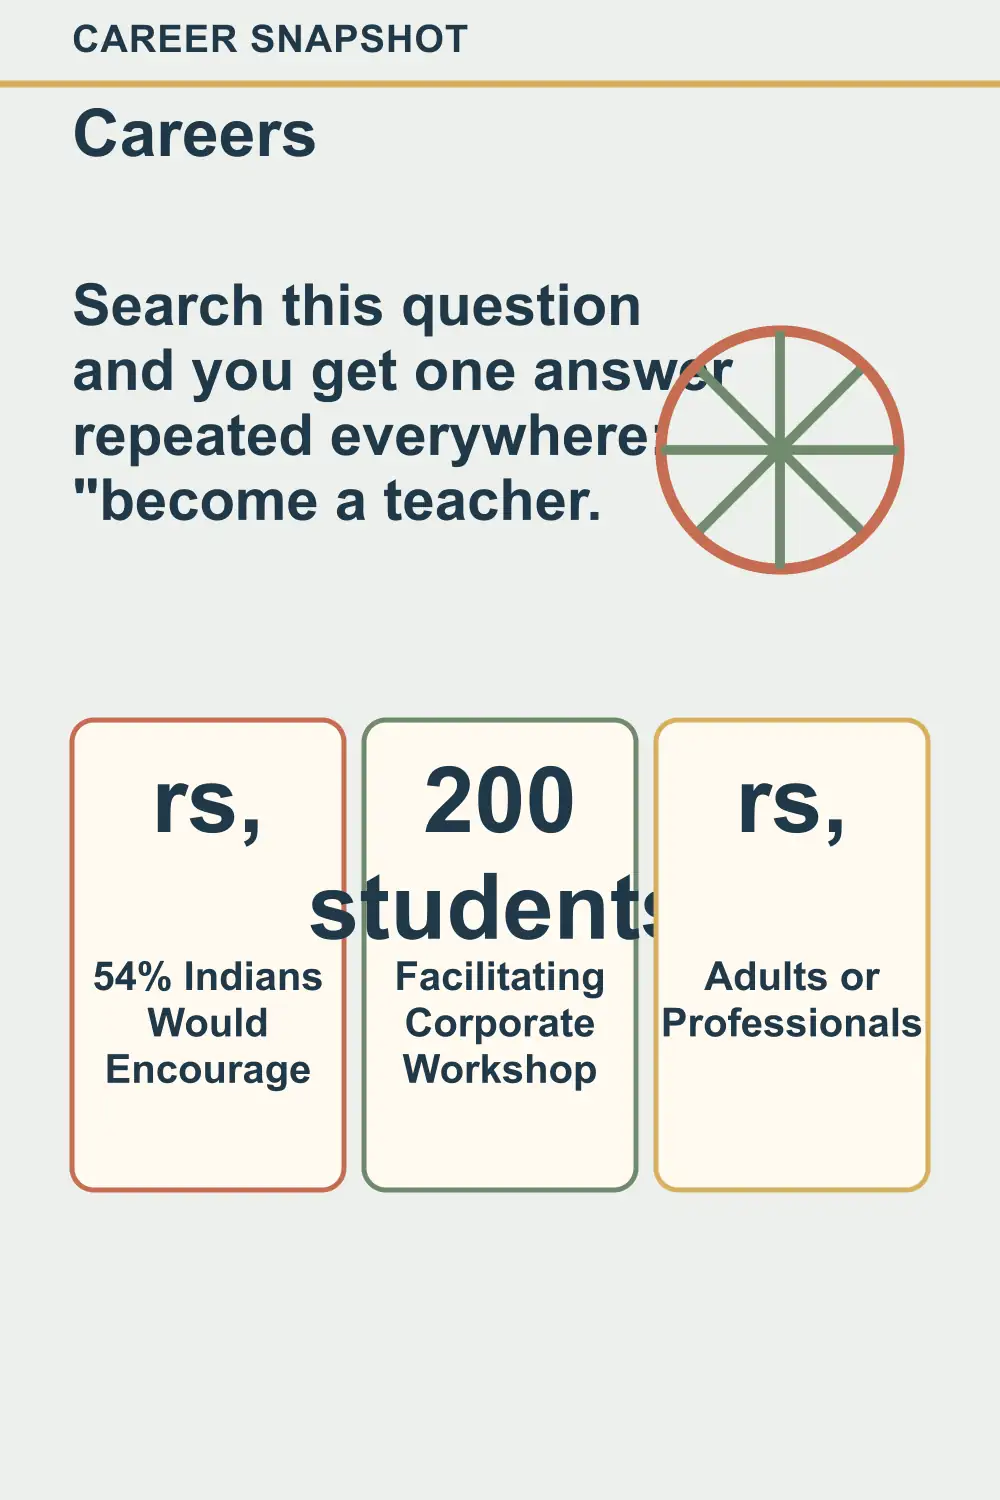 CAREER SNAPSHOT
Careers
Search this question
and you get one answer
repeated everywhere:
"become a teacher.
rs,
54% Indians
Would
Encourage
200
students
Facilitating
Corporate
Workshop
rs,
Adults or
Professionals